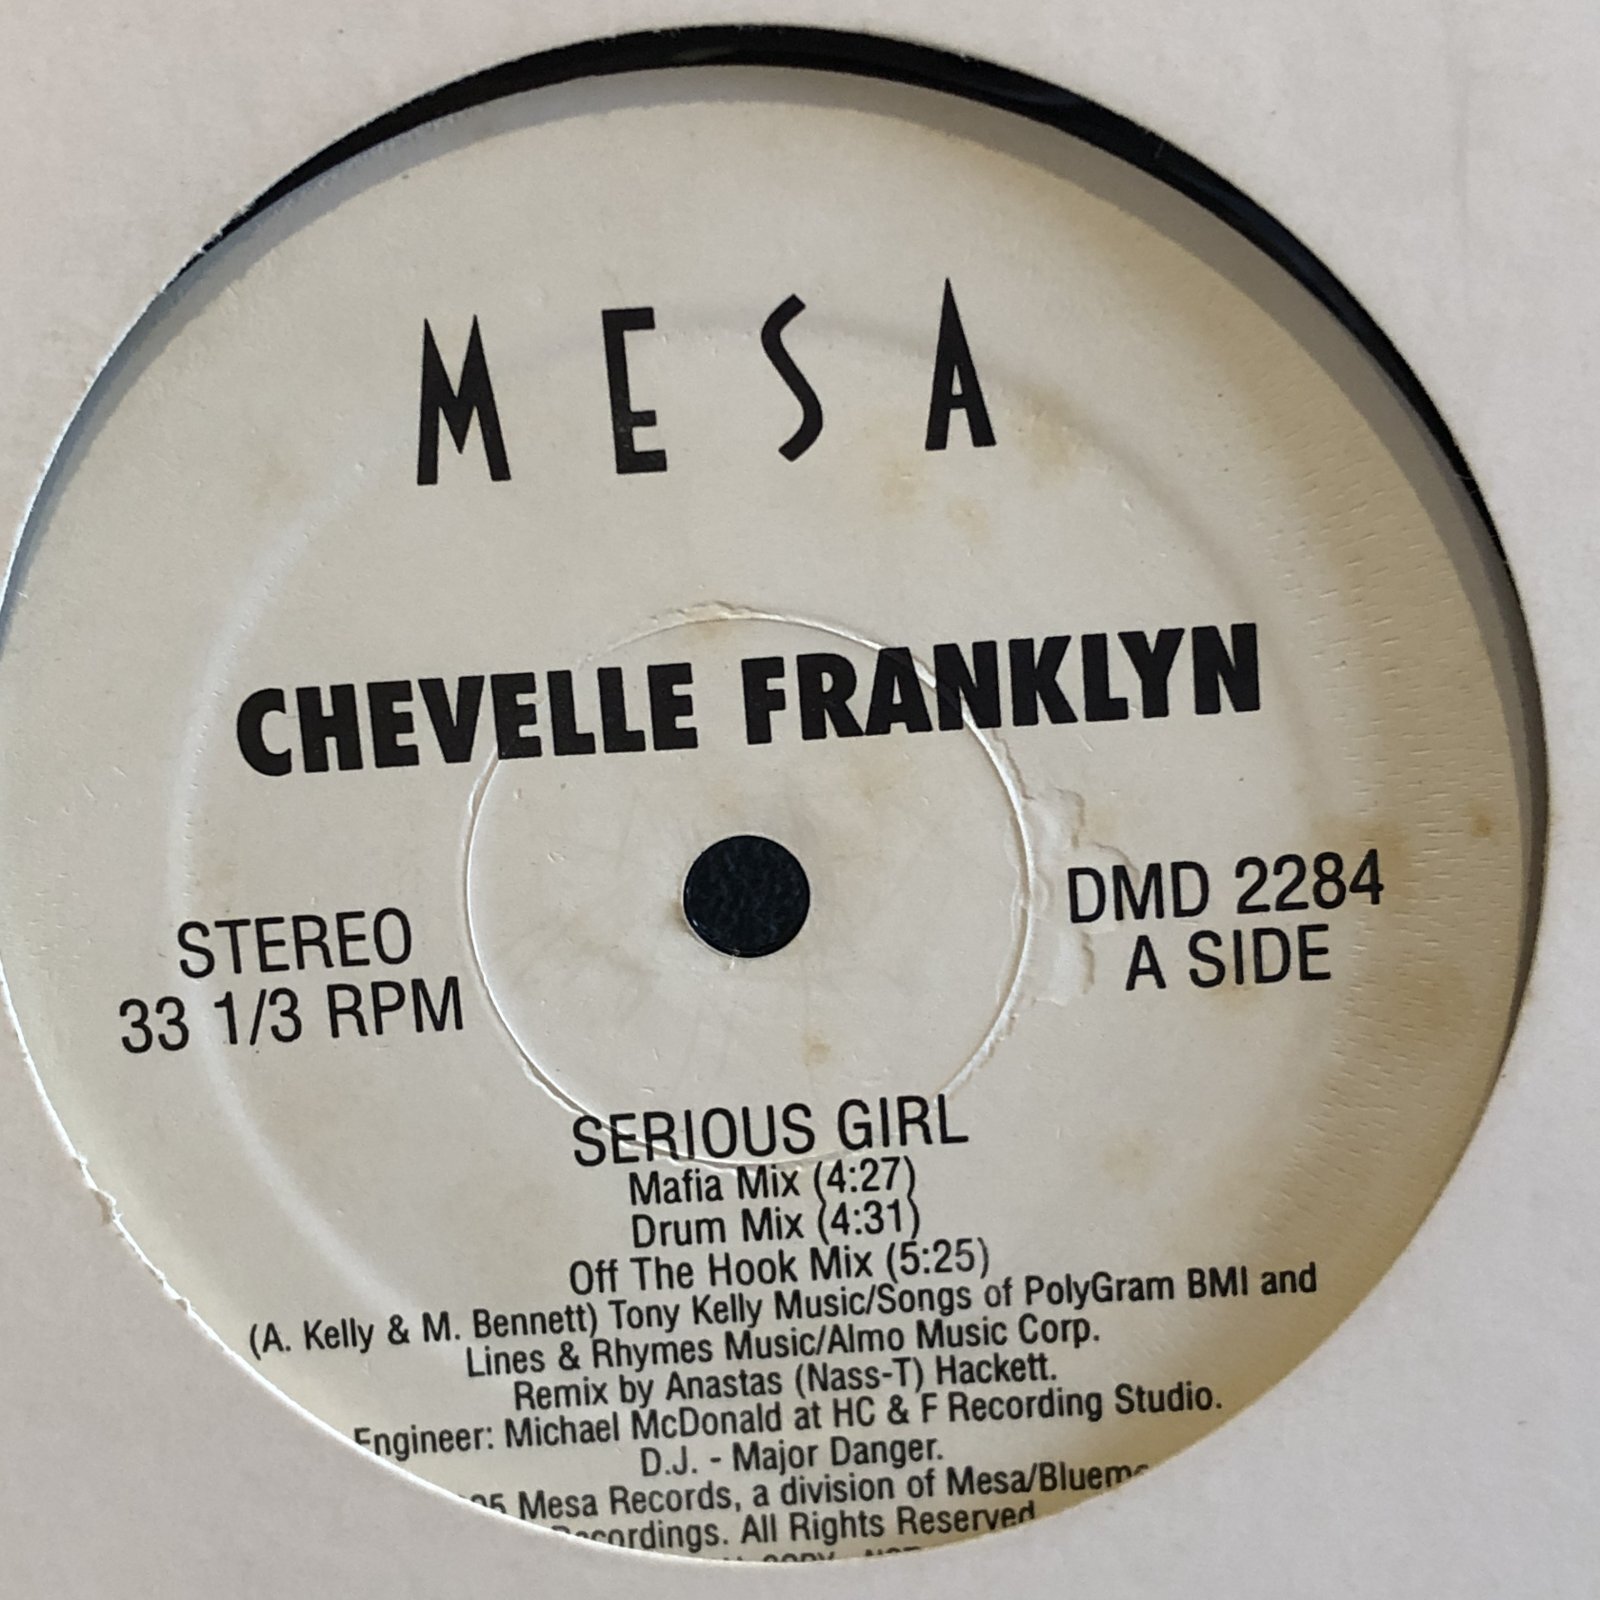 MESA
CHEVELLE FRANKLYN
STEREO
33 1/3 RPM
DMD 2284
A SIDE
SERIOUS GIRL
Mafia Mix (4:27)
Drum Mix (4:31)
Off The Hook Mix (5:25)
(A. Kelly & M. Bennett) Tony Kelly Music/Songs of PolyGram BMI and
Lines & Rhymes Music/Almo Music Corp.
Remix by Anastas (Nass-T) Hackett.
Engineer: Michael McDonald at HC & F Recording Studio.
D.J. - Major Danger.
95 Mesa Records, a division of Mesa/Bluem
Recordings. All Rights Reserved
COPY - NOT